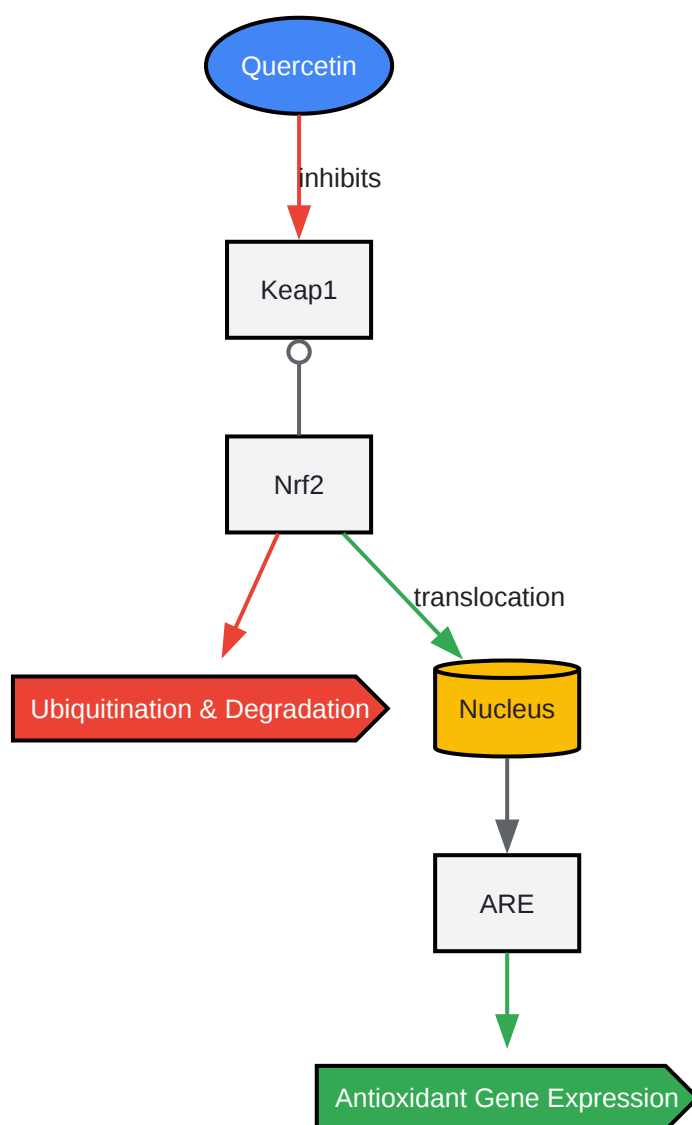 Quercetin
inhibits
Keap1
Nrf2
translocation
Ubiquitination & Degradation
Nucleus
ARE
Antioxidant Gene Expression